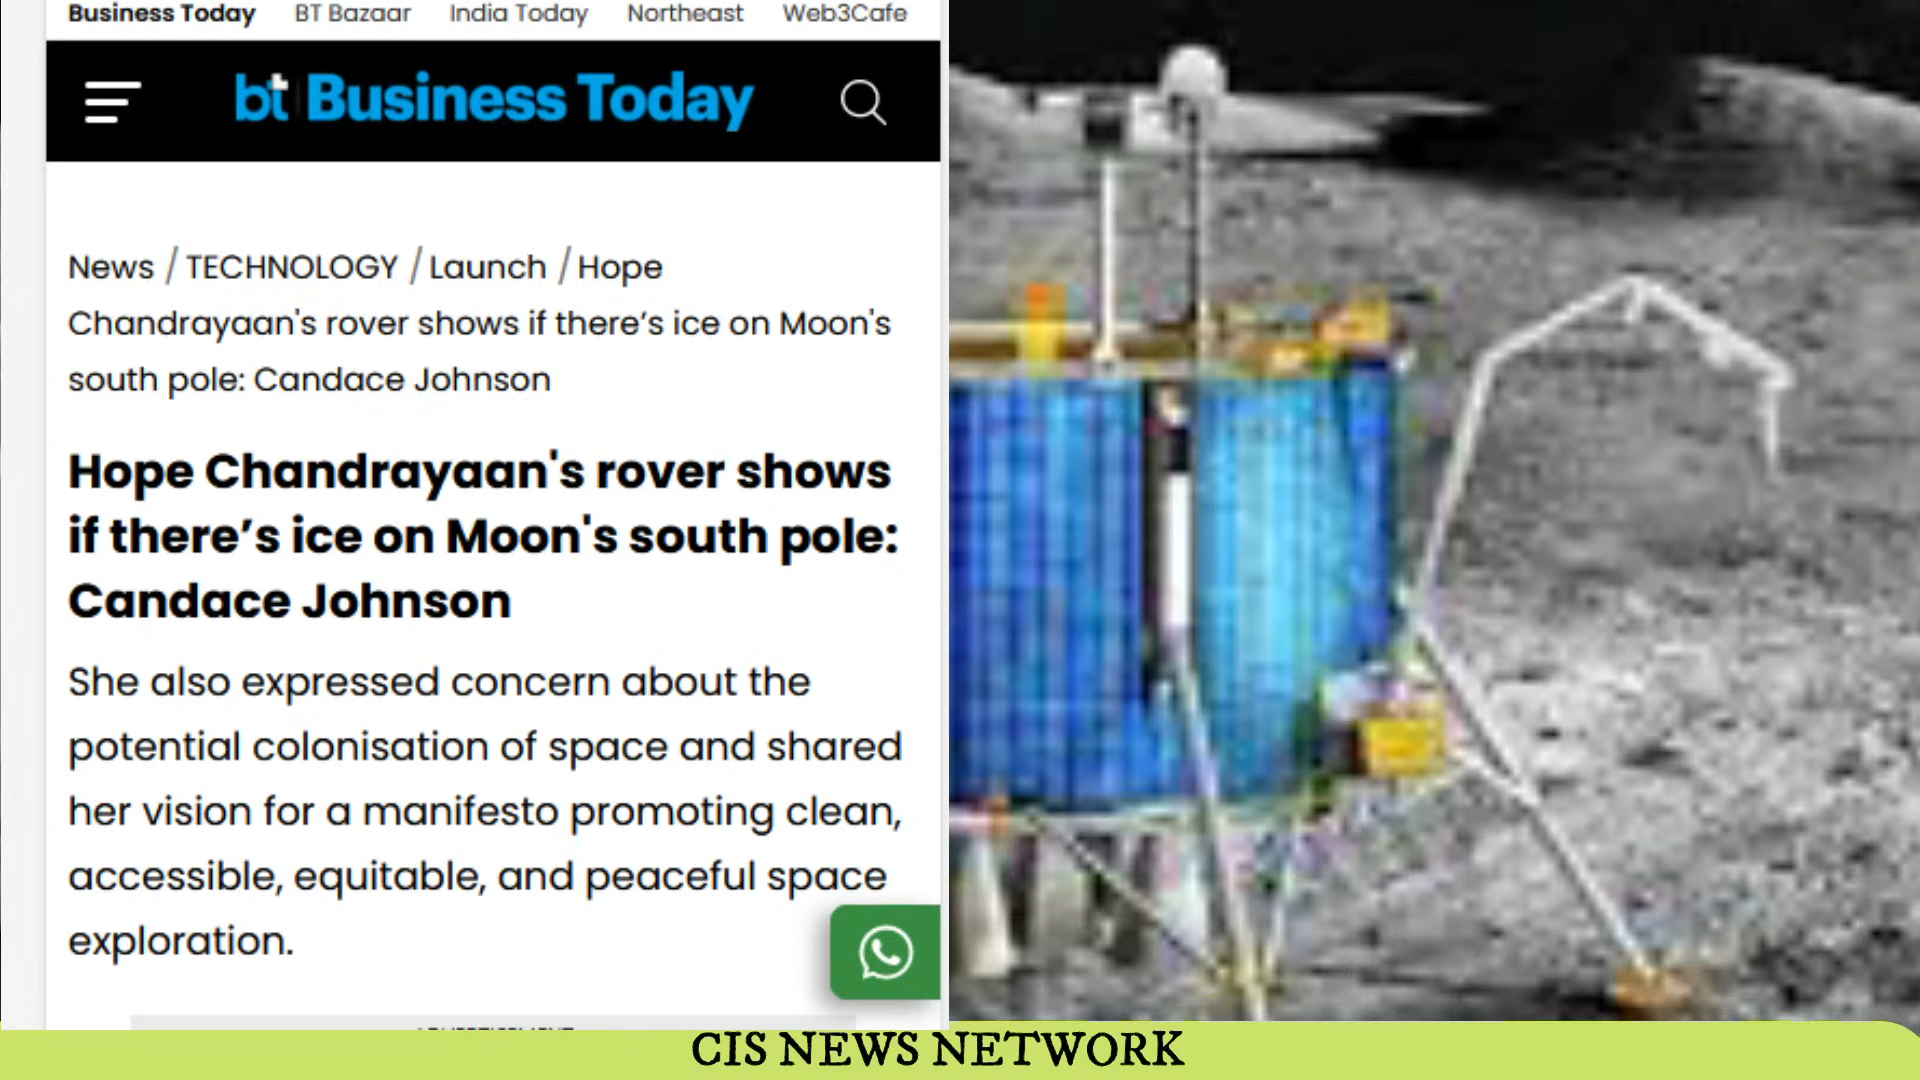 Business Today BT Bazaar India Today Northeast Web3Cafe
bt Business Today
News / TECHNOLOGY / Launch / Hope
Chandrayaan's rover shows if there’s ice on Moon's
south pole: Candace Johnson
Hope Chandrayaan's rover shows
if there’s ice on Moon's south pole:
Candace Johnson
She also expressed concern about the
potential colonisation of space and shared
her vision for a manifesto promoting clean,
accessible, equitable, and peaceful space
exploration.
CIS NEWS NETWORK